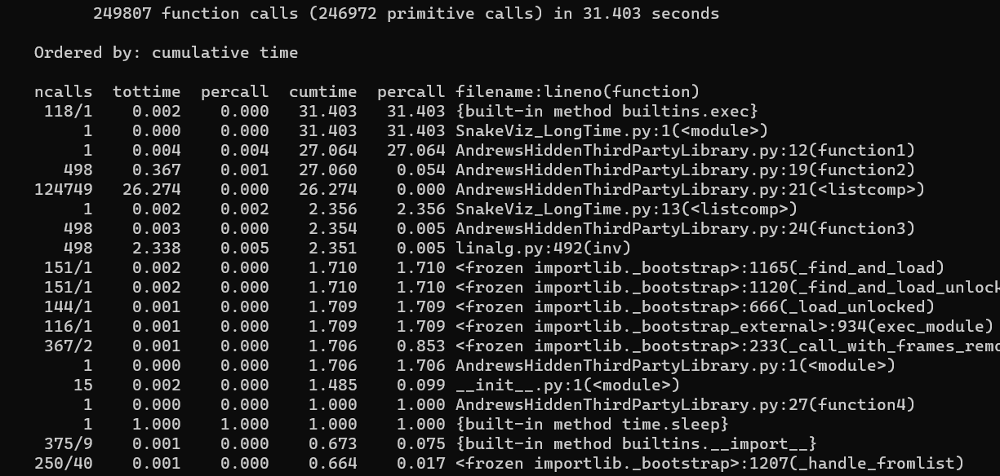 249807 function calls (246972 primitive calls) in 31.403 seconds
Ordered by: cumulative time
ncalls  tottime  percall  cumtime  percall filename:lineno(function)
118/1    0.002    0.000   31.403   31.403 {built-in method builtins.exec}
1    0.000    0.000   31.403   31.403 SnakeViz_LongTime.py:1(<module>)
1    0.004    0.004   27.064   27.064 AndrewsHiddenThirdPartyLibrary.py:12(function1)
498    0.367    0.001   27.060    0.054 AndrewsHiddenThirdPartyLibrary.py:19(function2)
124749   26.274    0.000   26.274    0.000 AndrewsHiddenThirdPartyLibrary.py:21(<listcomp>)
1    0.002    0.002    2.356    2.356 SnakeViz_LongTime.py:13(<listcomp>)
498    0.003    0.000    2.354    0.005 AndrewsHiddenThirdPartyLibrary.py:24(function3)
498    2.338    0.005    2.351    0.005 linalg.py:492(inv)
151/1    0.002    0.000    1.710    1.710 <frozen importlib._bootstrap>:1165(_find_and_load)
151/1    0.002    0.000    1.710    1.710 <frozen importlib._bootstrap>:1120(_find_and_load_unlock
144/1    0.001    0.000    1.709    1.709 <frozen importlib._bootstrap>:666(_load_unlocked)
116/1    0.001    0.000    1.709    1.709 <frozen importlib._bootstrap_external>:934(exec_module)
367/2    0.001    0.000    1.706    0.853 <frozen importlib._bootstrap>:233(_call_with_frames_remo
1    0.000    0.000    1.706    1.706 AndrewsHiddenThirdPartyLibrary.py:1(<module>)
15    0.002    0.000    1.485    0.099 __init__.py:1(<module>)
1    0.000    0.000    1.000    1.000 AndrewsHiddenThirdPartyLibrary.py:27(function4)
1    1.000    1.000    1.000    1.000 {built-in method time.sleep}
375/9    0.001    0.000    0.673    0.075 {built-in method builtins.__import__}
250/40    0.001    0.000    0.664    0.017 <frozen importlib._bootstrap>:1207(_handle_fromlist)